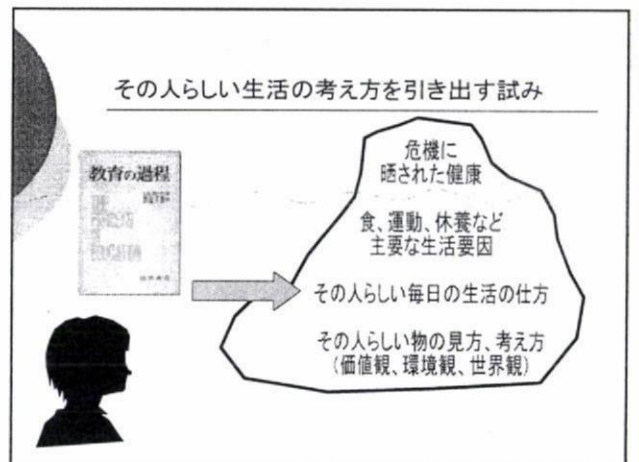 その人らしい生活の考え方を引き出す試み
教育の過程
危機に
晒された健康
食、運動、休養など
主要な生活要因
その人らしい毎日の生活の仕方
その人らしい物の見方、考え方
（価値観、環境観、世界観）